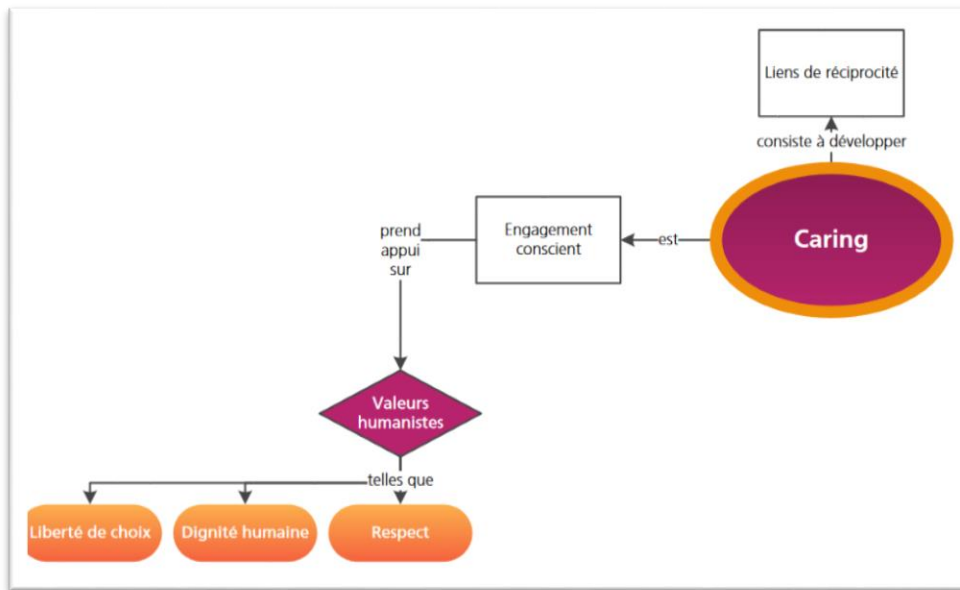 Liens de réciprocité
consiste à développer
Caring
est
Engagement
conscient
prend
appui
sur
Valeurs
humanistes
telles que
Liberté de choix
Dignité humaine
Respect